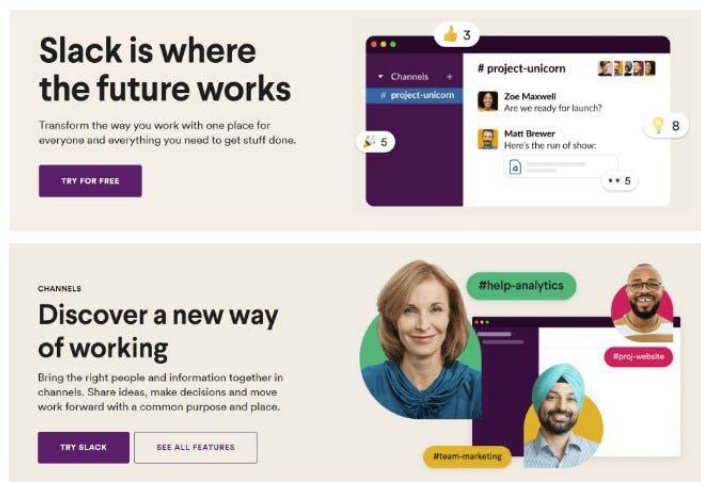 Slack is where
the future works
Transform the way you work with one place for
everyone and everything you need to get stuff done.
TRY FOR FREE
3
Channels +
# project-unicorn
# project-unicorn
Zoe Maxwell
Are we ready for launch?
Matt Brewer
Here's the run of show:
5
8
5
CHANNELS
Discover a new way
of working
Bring the right people and information together in
channels. Share ideas, make decisions and move
work forward with a common purpose and place.
TRY SLACK
SEE ALL FEATURES
#help-analytics
#proj-website
#team-marketing